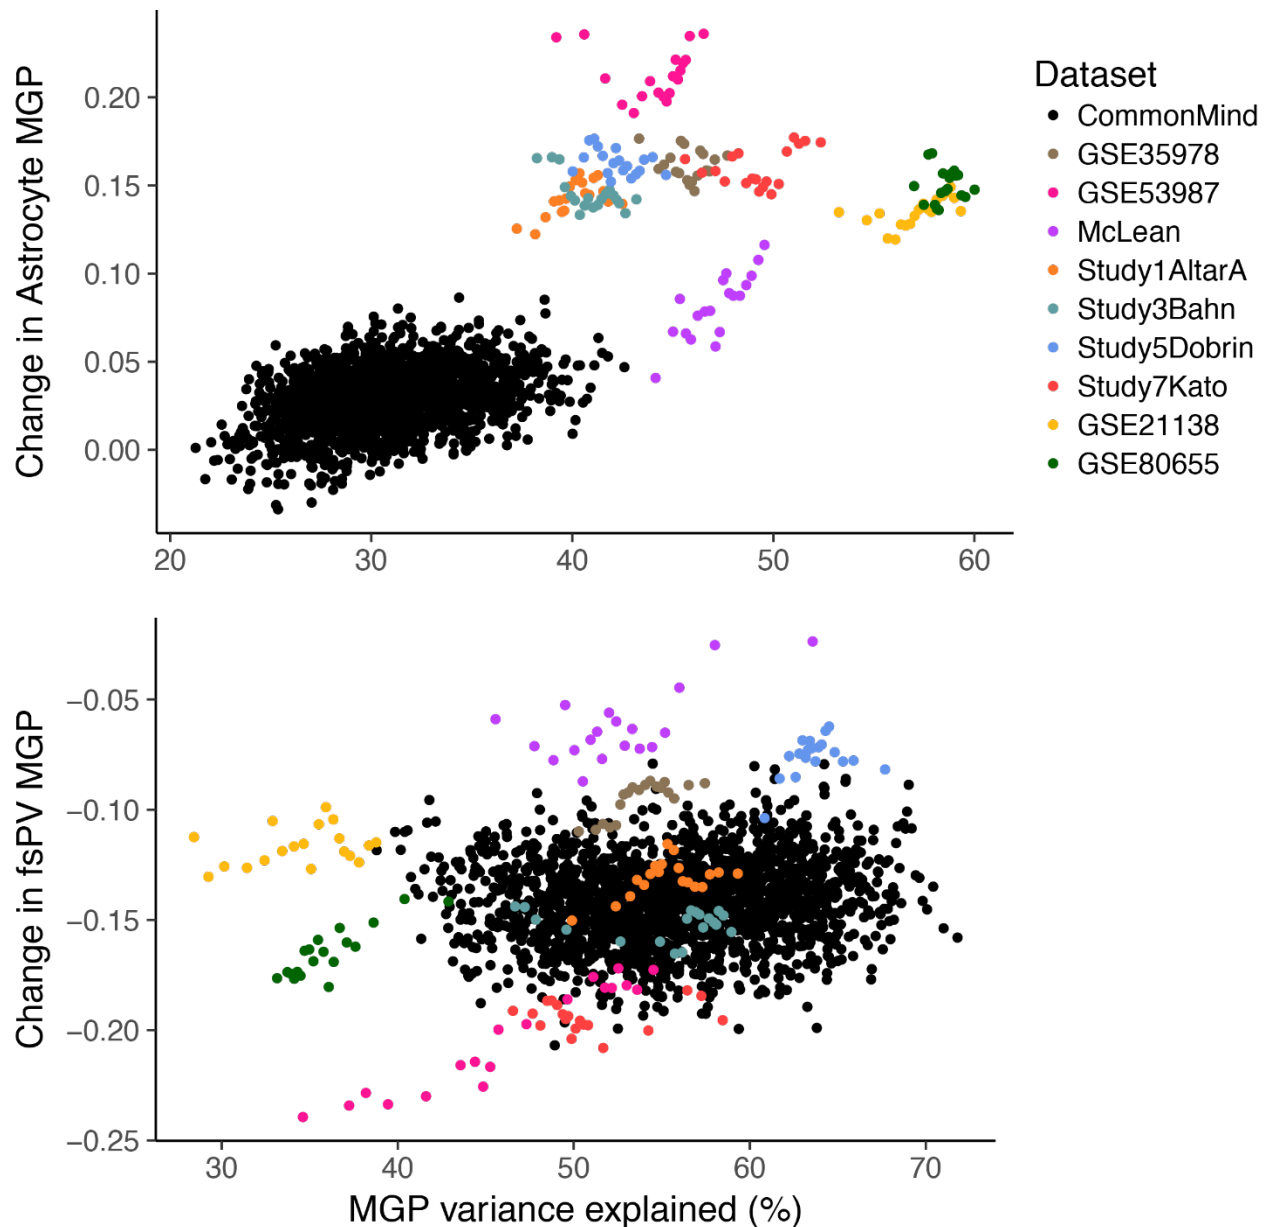 Change in Astrocyte MGP
0.20
0.15
0.10
0.05
0.00
20
30
40
50
60
Dataset
CommonMind
GSE35978
GSE53987
McLean
Study1AltarA
Study3Bahn
Study5Dobrin
Study7Kato
GSE21138
GSE80655
Change in fsPV MGP
−0.05
−0.10
−0.15
−0.20
−0.25
30
40
50
60
70
MGP variance explained (%)